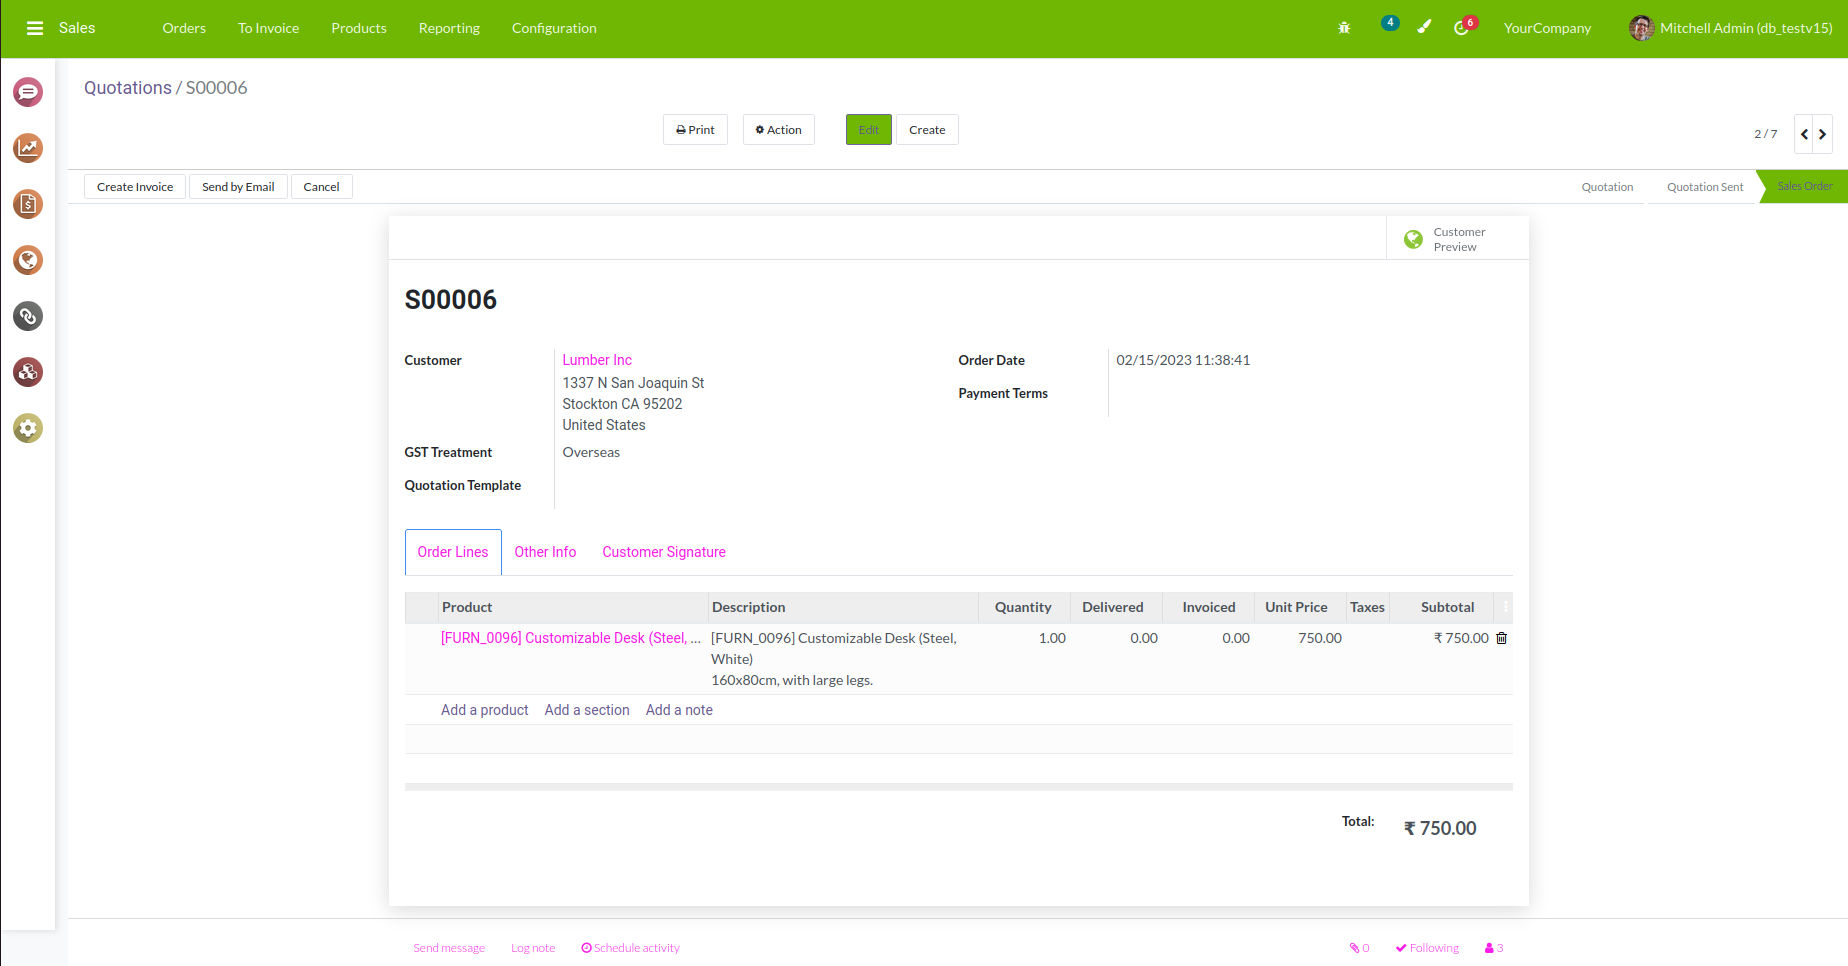 Sales Orders To Invoice Products Reporting Configuration 4 6 YourCompany Mitchell Admin (db_testv15)
Quotations / S00006
Print Action Edit Create 2 / 7
Create Invoice Send by Email Cancel Quotation Quotation Sent Sales Order
Customer
Preview
S00006
Customer Lumber Inc Order Date 02/15/2023 11:38:41
1337 N San Joaquin St
Payment Terms
Stockton CA 95202
United States
GST Treatment Overseas
Quotation Template
Order Lines Other Info Customer Signature
Product Description Quantity Delivered Invoiced Unit Price Taxes Subtotal
[FURN_0096] Customizable Desk (Steel, ... [FURN_0096] Customizable Desk (Steel, 1.00 0.00 0.00 750.00 ₹ 750.00
White)
160x80cm, with large legs.
Add a product Add a section Add a note
Total: ₹ 750.00
Send message Log note Schedule activity 0 Following 3